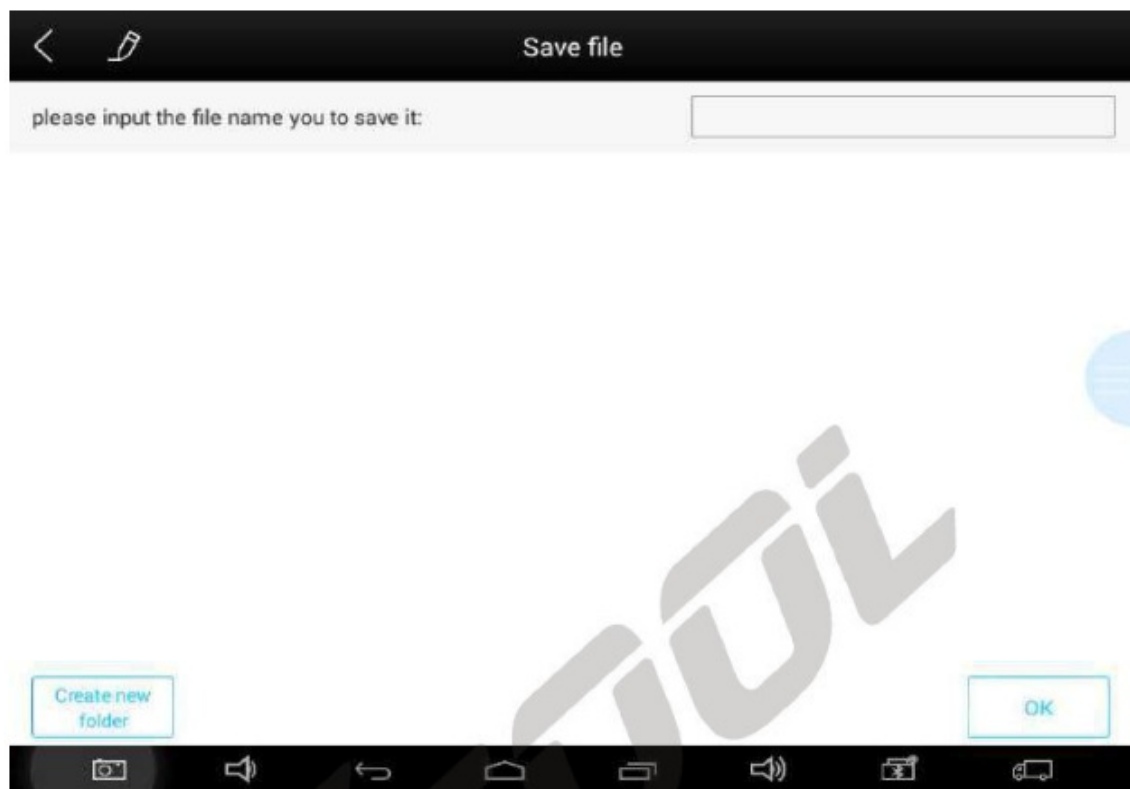 Save file
please input the file name you to save it:
Create new
folder
OK